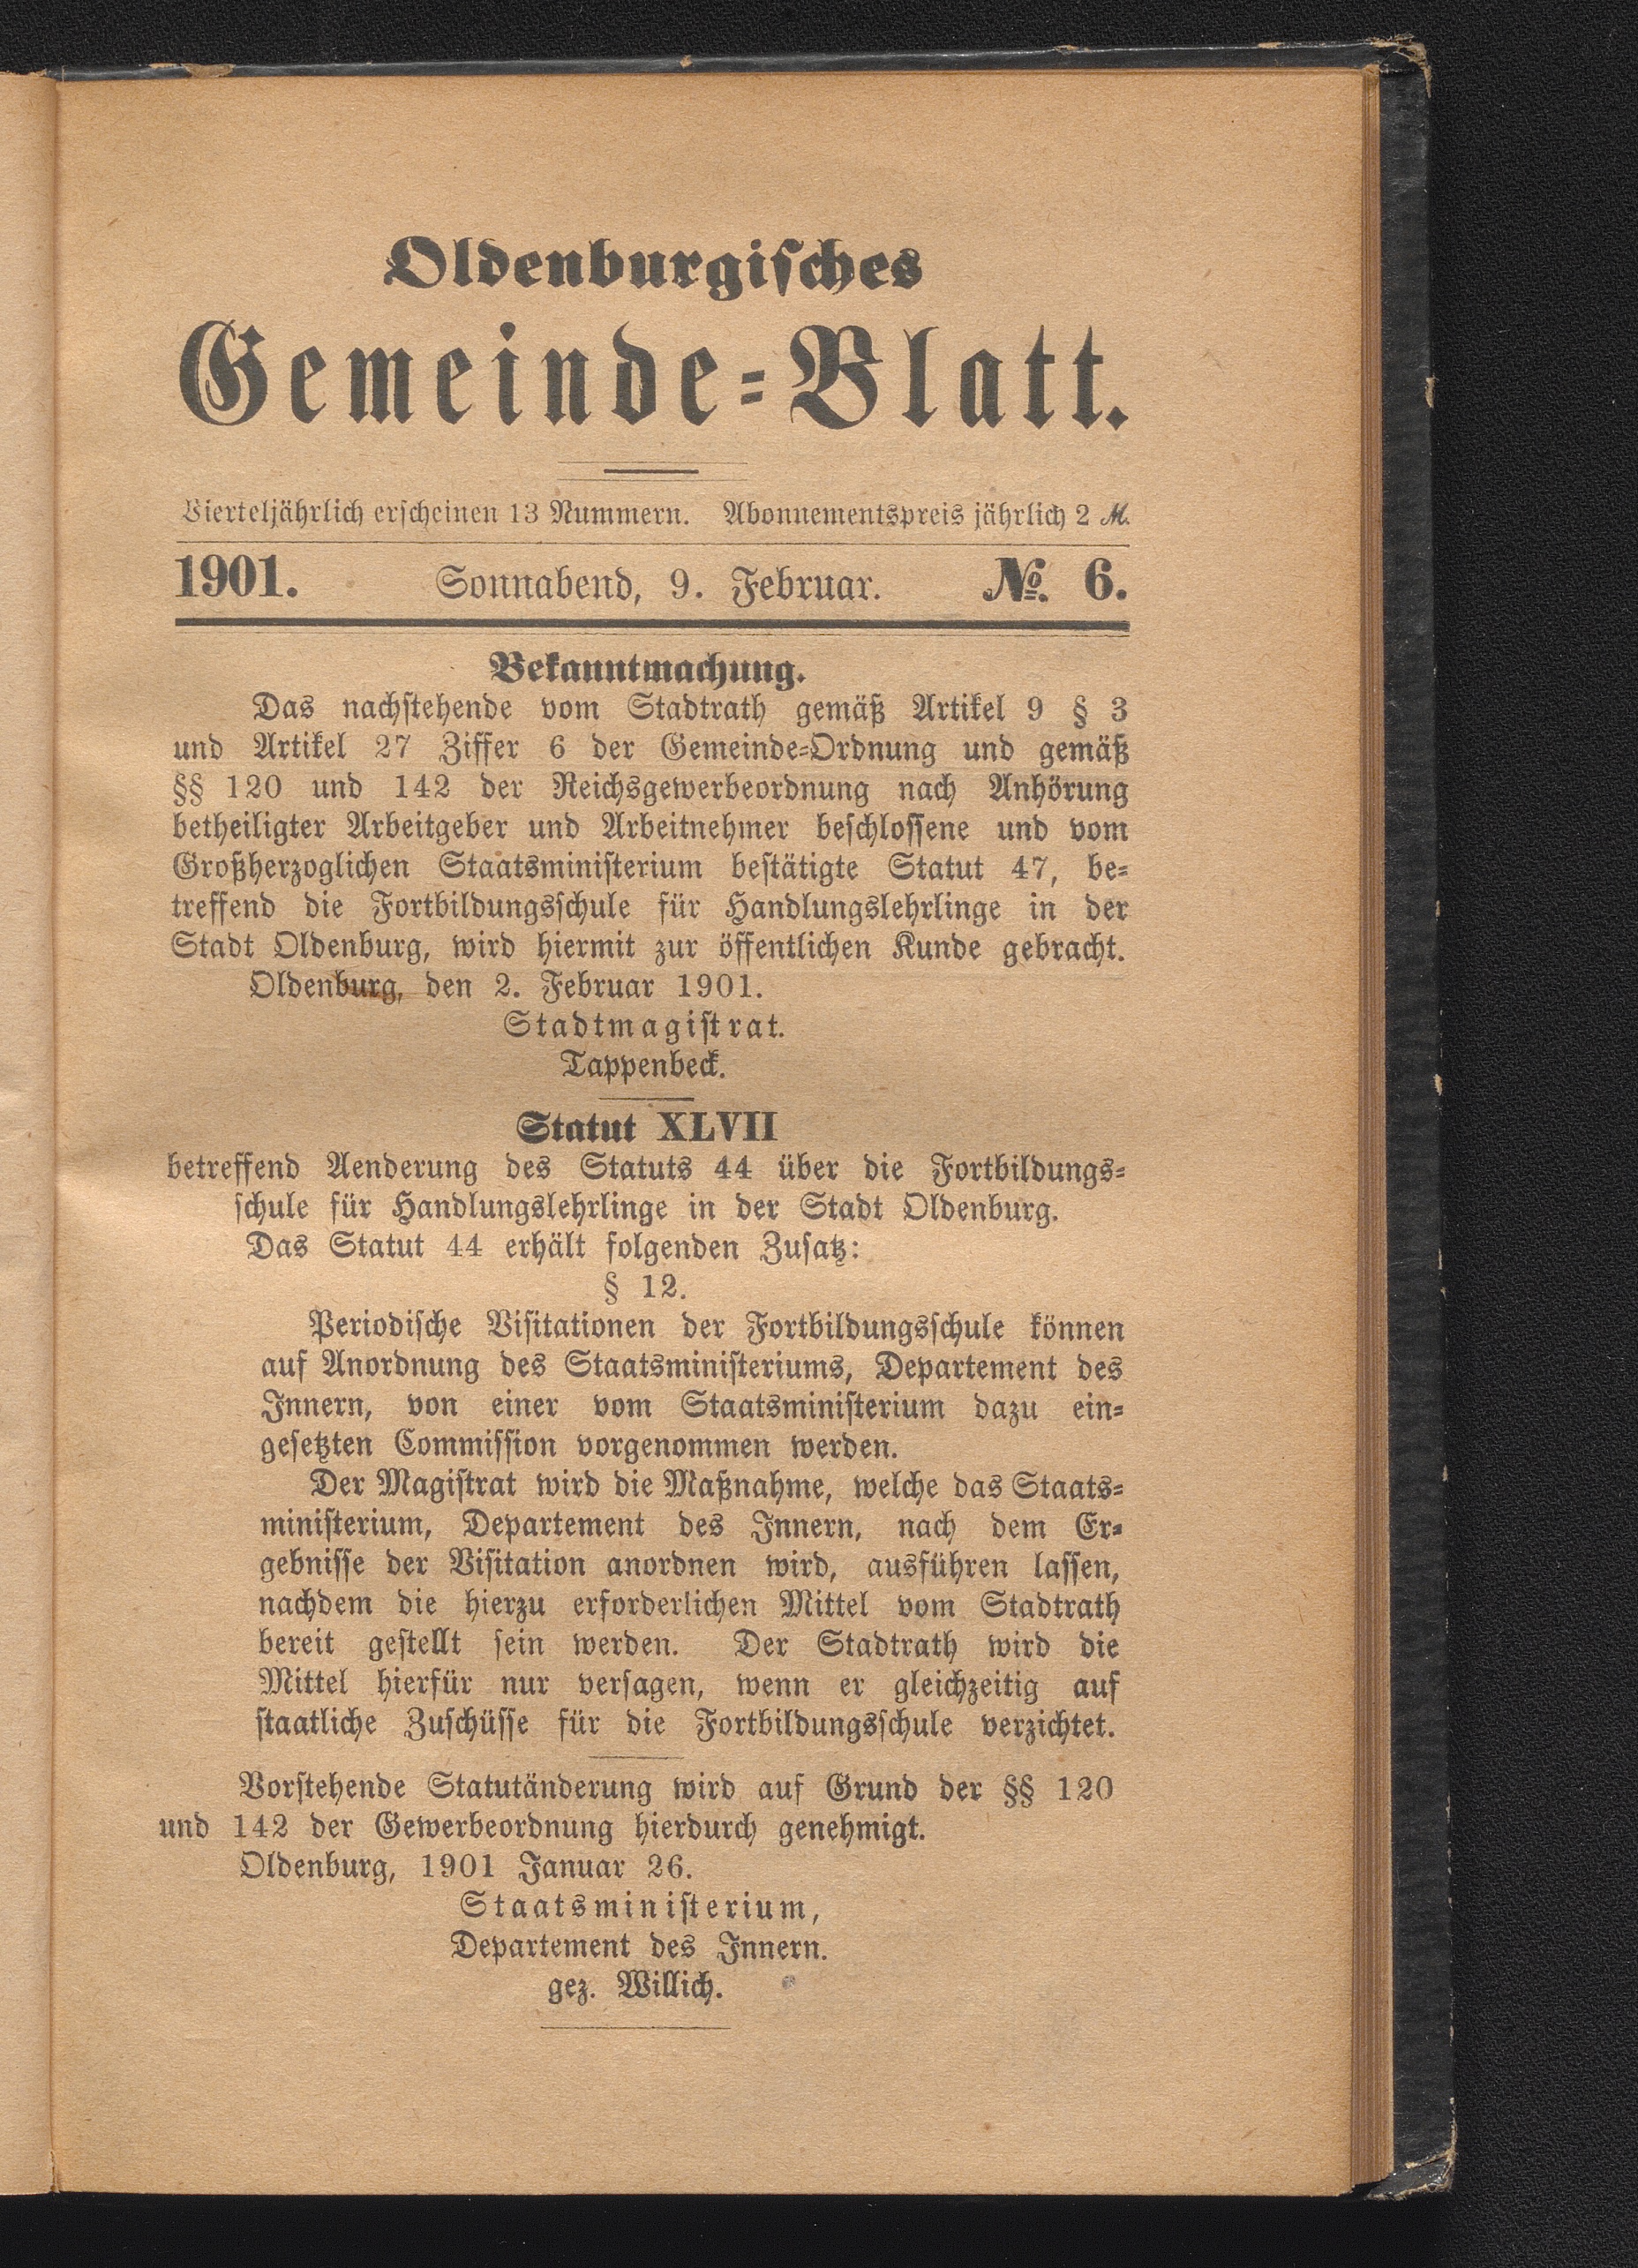 Oldenburgisches
Gemeinde-Blatt.
Vierteljährlich erscheinen 13 Nummern. Abonnementspreis jährlich 2 M.
1901. Sonnabend, 9. Februar. No. 6.
Bekanntmachung.
Das nachstehende vom Stadtrath gemäß Artikel 9 § 3
und Artikel 27 Ziffer 6 der Gemeinde-Ordnung und gemäß
§§ 120 und 142 der Reichsgewerbeordnung nach Anhörung
betheiligter Arbeitgeber und Arbeitnehmer beschlossene und vom
Großherzoglichen Staatsministerium bestätigte Statut 47, be-
treffend die Fortbildungsschule für Handlungslehrlinge in der
Stadt Oldenburg, wird hiermit zur öffentlichen Kunde gebracht.
Oldenburg, den 2. Februar 1901.
Stadtmagistrat.
Tappenbeck.
Statut XLVII
betreffend Aenderung des Statuts 44 über die Fortbildungs-
schule für Handlungslehrlinge in der Stadt Oldenburg.
Das Statut 44 erhält folgenden Zusatz:
§ 12.
Periodische Visitationen der Fortbildungsschule können
auf Anordnung des Staatsministeriums, Departement des
Innern, von einer vom Staatsministerium dazu ein-
gesetzten Commission vorgenommen werden.
Der Magistrat wird die Maßnahme, welche das Staats-
ministerium, Departement des Innern, nach dem Er-
gebnisse der Visitation anordnen wird, ausführen lassen,
nachdem die hierzu erforderlichen Mittel vom Stadtrath
bereit gestellt sein werden. Der Stadtrath wird die
Mittel hierfür nur versagen, wenn er gleichzeitig auf
staatliche Zuschüsse für die Fortbildungsschule verzichtet.
Vorstehende Statutänderung wird auf Grund der §§ 120
und 142 der Gewerbeordnung hierdurch genehmigt.
Oldenburg, 1901 Januar 26.
Staatsministerium,
Departement des Innern.
gez. Willich.